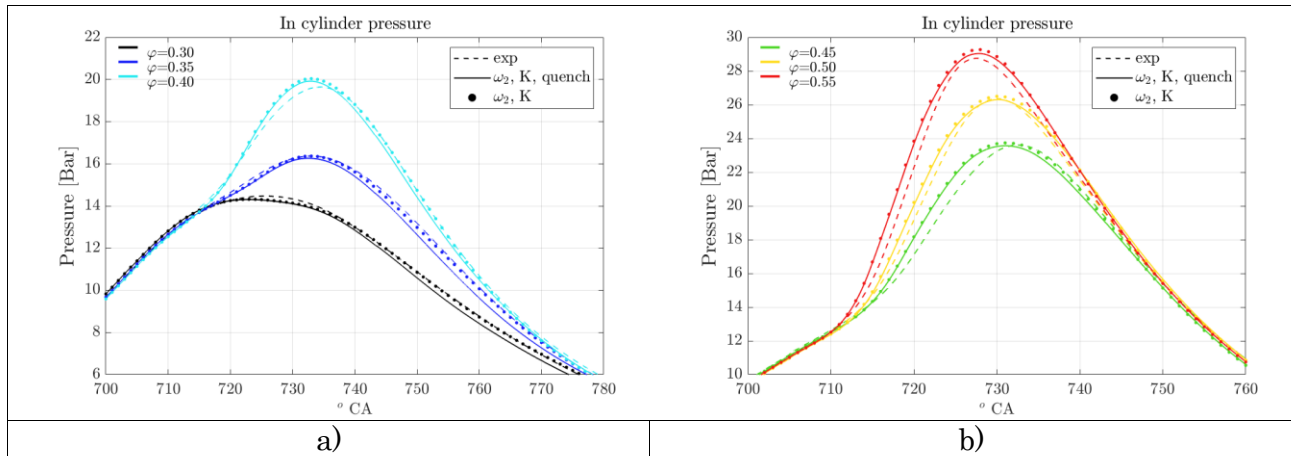 In cylinder pressure
φ=0.30
φ=0.35
φ=0.40
exp
ω₂, K, quench
ω₂, K
Pressure [Bar]
22
20
18
16
14
12
10
8
6
700 710 720 730 740 750 760 770 780
° CA
a)
In cylinder pressure
φ=0.45
φ=0.50
φ=0.55
exp
ω₂, K, quench
ω₂, K
Pressure [Bar]
30
28
26
24
22
20
18
16
14
12
10
700 710 720 730 740 750 760
° CA
b)